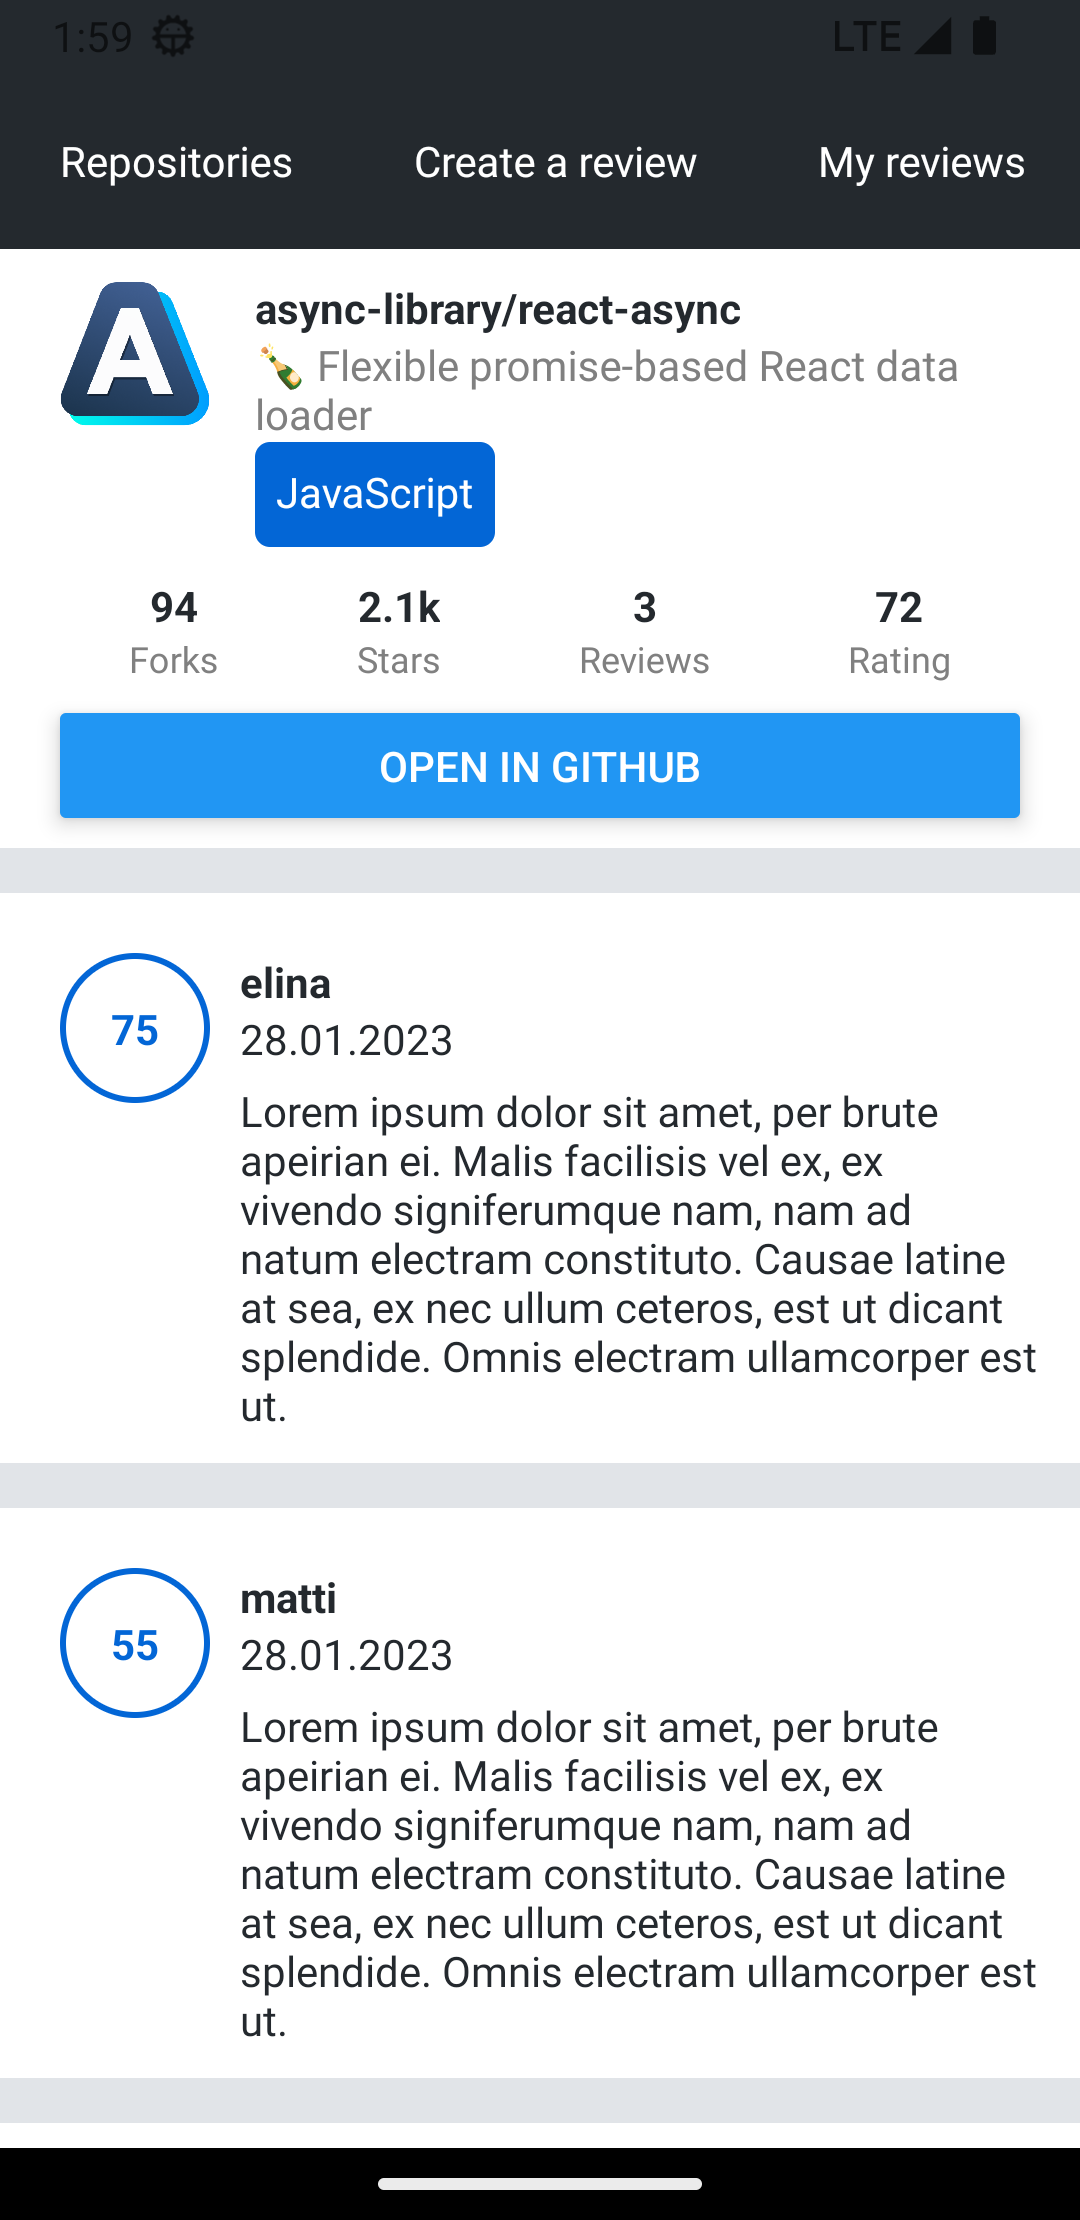 1:59 LTE
Repositories Create a review My reviews
A
async-library/react-async
🍾 Flexible promise-based React data
loader
JavaScript
94 2.1k 3 72
Forks Stars Reviews Rating
OPEN IN GITHUB
75
elina
28.01.2023
Lorem ipsum dolor sit amet, per brute
apeirian ei. Malis facilisis vel ex, ex
vivendo signiferumque nam, nam ad
natum electram constituto. Causae latine
at sea, ex nec ullum ceteros, est ut dicant
splendide. Omnis electram ullamcorper est
ut.
55
matti
28.01.2023
Lorem ipsum dolor sit amet, per brute
apeirian ei. Malis facilisis vel ex, ex
vivendo signiferumque nam, nam ad
natum electram constituto. Causae latine
at sea, ex nec ullum ceteros, est ut dicant
splendide. Omnis electram ullamcorper est
ut.